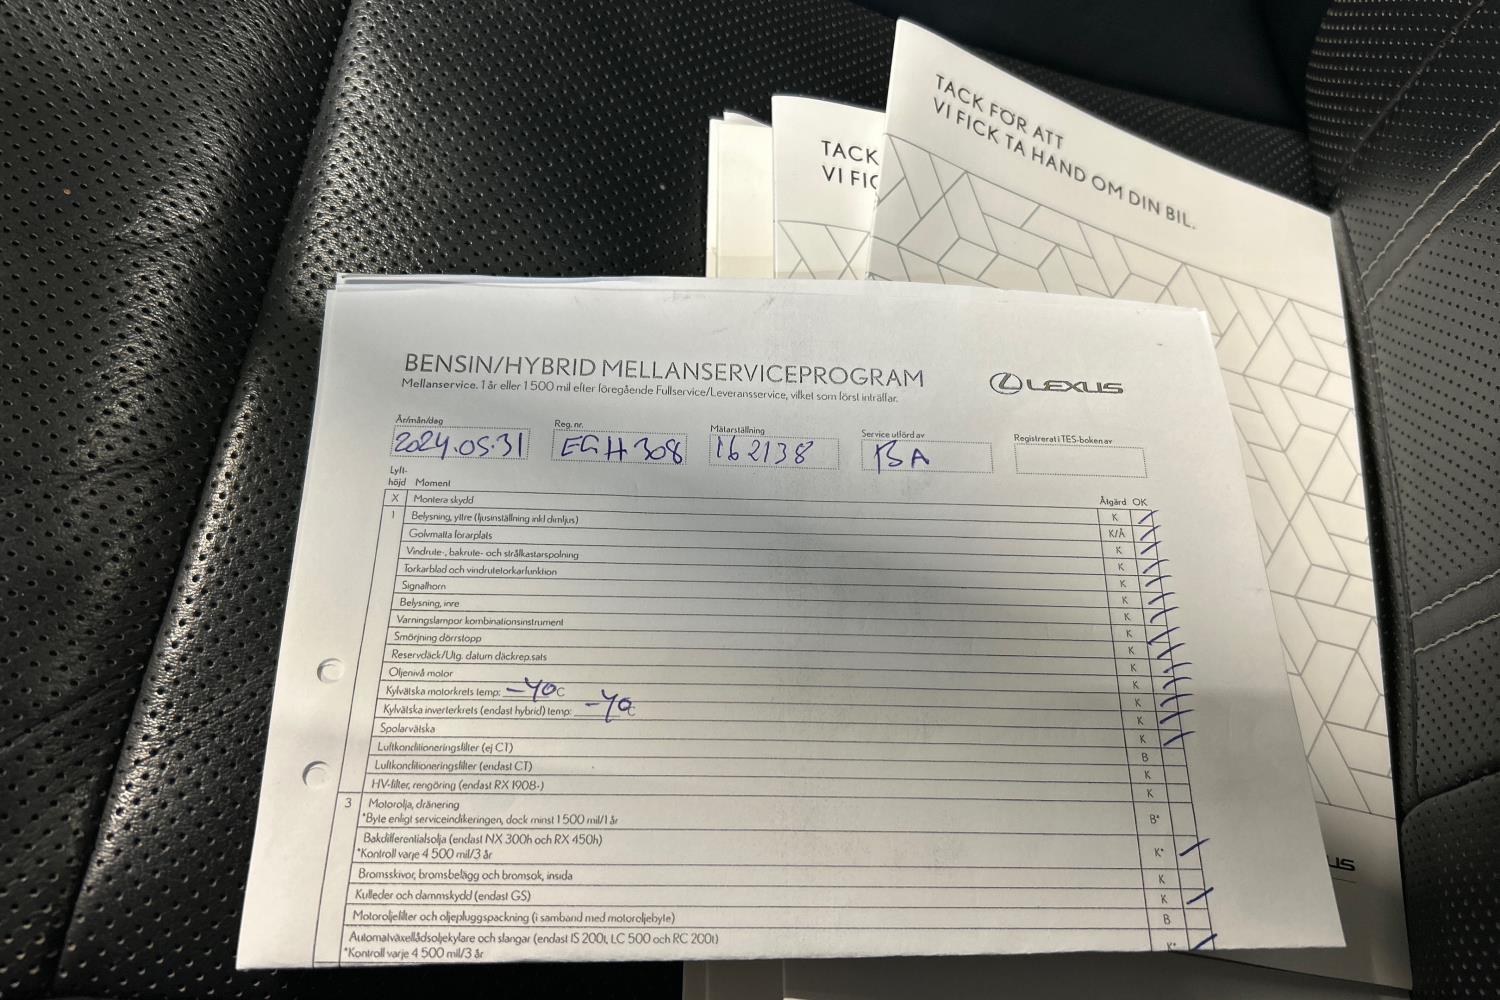 TACK FÖR ATT
VI FICK TA HAND OM DIN BIL.
TACK
VI FIC
BENSIN/HYBRID MELLANSERVICEPROGRAM
Mellanservice. 1 år eller 1 500 mil efter föregående Fullservice/Leveransservice, vilket som först inträffar.
LEXUS
År/mån/dag
2024.05.31
Reg. nr.
EGH 308
Mätarställning
162138
Service utförd av
BA
Registrerat i TES-boken av
Lyft-
höjd Moment Åtgärd OK
X Montera skydd
1 Belysning, yttre (ljusinställning inkl dimljus) K
Golvmatta förarplats K/Å
Vindrute-, bakrute- och strålkastarspolning K
Torkarblad och vindrutetorkarfunktion K
Signalhorn K
Belysning, inre K
Varningslampor kombinationsinstrument K
Smörjning dörrstopp K
Reservdäck/Utg. datum däckrep.sats K
Oljenivå motor K
Kylvätska motorkrets temp: -40 C K
Kylvätska inverterkrets (endast hybrid) temp: -40 C K
Spolarvätska K
Luftkonditioneringsfilter (ej CT) B
Luftkonditioneringsfilter (endast CT) K
HV-filter, rengöring (endast RX 1908-) K
3 Motorolja, dränering
*Byte enligt serviceindikeringen, dock minst 1 500 mil/1 år B*
Bakdifferentialsolja (endast NX 300h och RX 450h)
*Kontroll varje 4 500 mil/3 år K*
Bromsskivor, bromsbelägg och bromsok, insida K
Kulleder och dammskydd (endast GS) K
Motoroljefilter och oljepluggspackning (i samband med motoroljebyte) B
Automatväxellådsoljekylare och slangar (endast IS 200t, LC 500 och RC 200t)
*Kontroll varje 4 500 mil/3 år K*
US